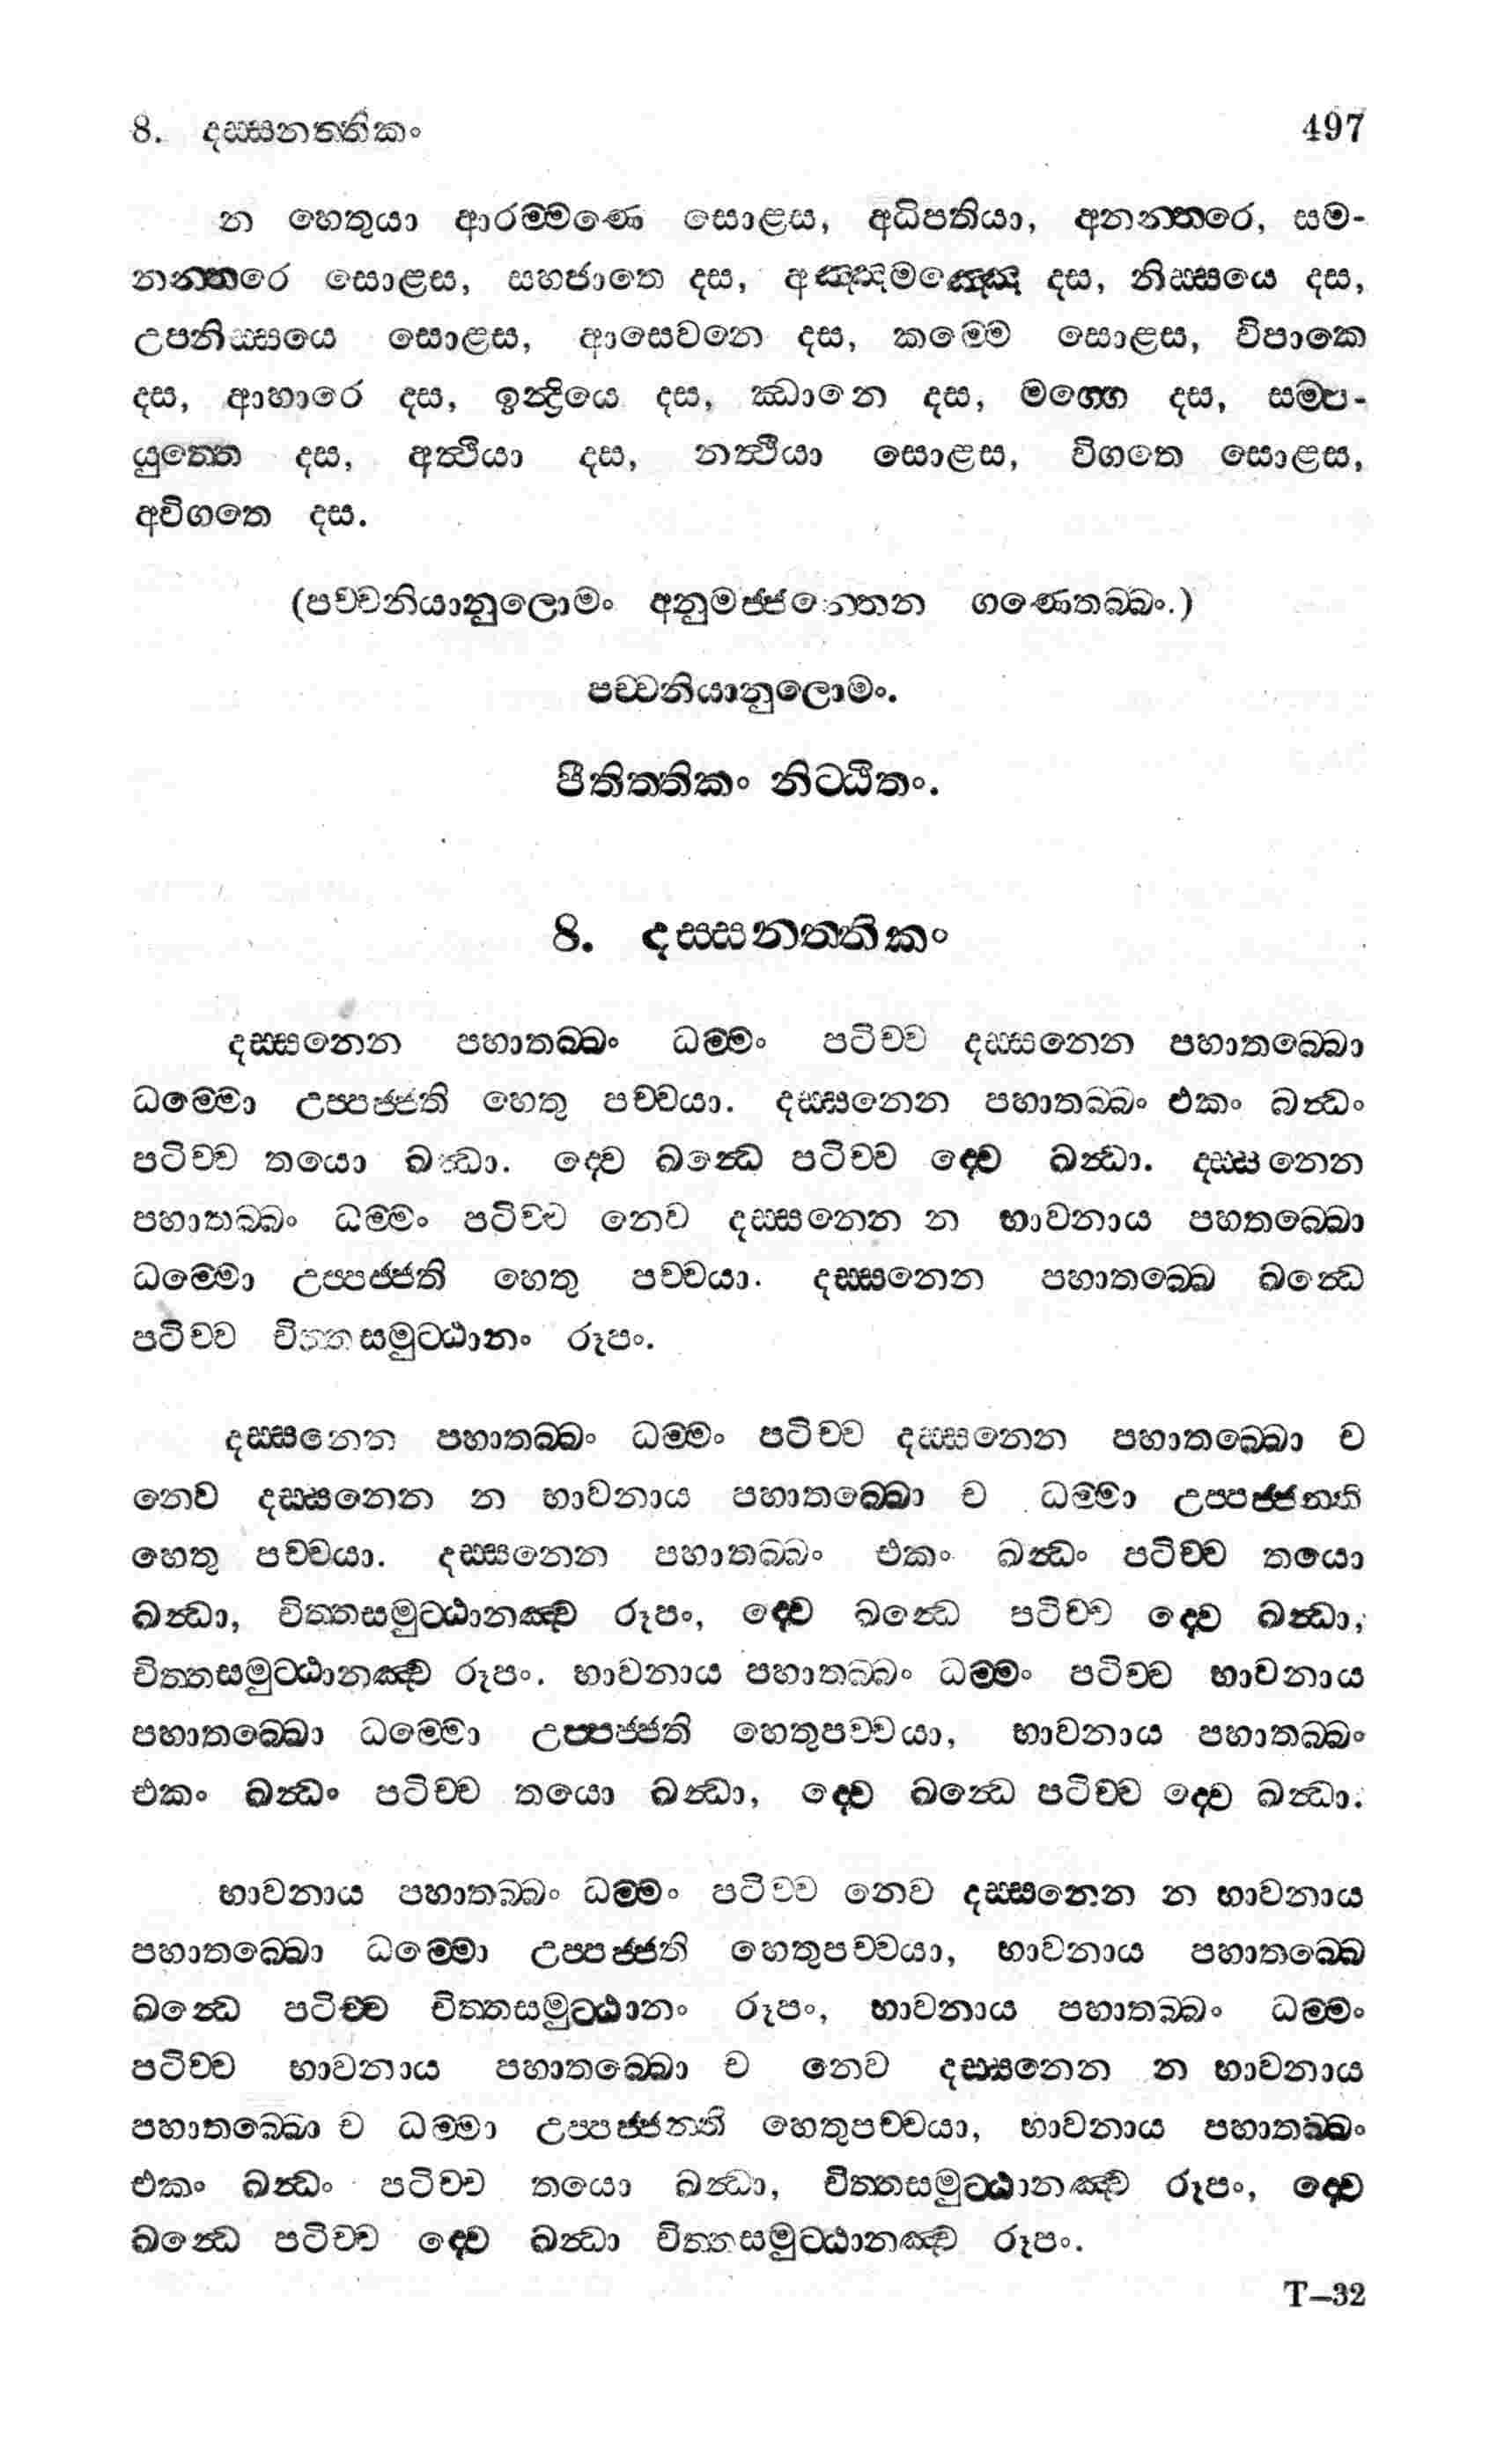 8. දස්සනත්තිකං 497
න හෙතුයා ආරම්මණෙ සොළස, අධිපතියා, අනන්තරෙ, සම-
නන්තරෙ සොළස, සහජාතෙ දස, අඤ්ඤමඤ්ඤෙ දස, නිස්සයෙ දස,
උපනිස්සයෙ සොළස, ආසෙවනෙ දස, කම්මෙ සොළස, විපාකෙ
දස, ආහාරෙ දස, ඉන්ද්‍රියෙ දස, ඣානෙ දස, මග්ගෙ දස, සම්ප-
යුත්තෙ දස, අත්ථියා දස, නත්ථියා සොළස, විගතෙ සොළස,
අවිගතෙ දස.
(පච්චනියානුලොමං අනුමජ්ජන්තෙන ගණෙතබ්බං.)
පච්චනියානුලොමං.
පීතිත්තිකං නිට්ඨිතං.
8. දස්සනත්තිකං
දස්සනෙන පහාතබ්බං ධම්මං පටිච්ච දස්සනෙන පහාතබ්බො
ධම්මො උප්පජ්ජති හෙතු පච්චයා. දස්සනෙන පහාතබ්බං එකං ඛන්ධං
පටිච්ච තයො ඛන්ධා. ද්වෙ ඛන්ධෙ පටිච්ච ද්වෙ ඛන්ධා. දස්සනෙන
පහාතබ්බං ධම්මං පටිච්ච නෙව දස්සනෙන න භාවනාය පහතබ්බො
ධම්මො උප්පජ්ජති හෙතු පච්චයා. දස්සනෙන පහාතබ්බෙ ඛන්ධෙ
පටිච්ච චිත්තසමුට්ඨානං රූපං.
දස්සනෙන පහාතබ්බං ධම්මං පටිච්ච දස්සනෙන පහාතබ්බො ච
නෙව දස්සනෙන න භාවනාය පහාතබ්බො ච ධම්මා උප්පජ්ජන්ති
හෙතු පච්චයා. දස්සනෙන පහාතබ්බං එකං ඛන්ධං පටිච්ච තයො
ඛන්ධා, චිත්තසමුට්ඨානඤ්ච රූපං, ද්වෙ ඛන්ධෙ පටිච්ච ද්වෙ ඛන්ධා,
චිත්තසමුට්ඨානඤ්ච රූපං. භාවනාය පහාතබ්බං ධම්මං පටිච්ච භාවනාය
පහාතබ්බො ධම්මො උප්පජ්ජති හෙතුපච්චයා, භාවනාය පහාතබ්බං
එකං ඛන්ධං පටිච්ච තයො ඛන්ධා, ද්වෙ ඛන්ධෙ පටිච්ච ද්වෙ ඛන්ධා.
භාවනාය පහාතබ්බං ධම්මං පටිච්ච නෙව දස්සනෙන න භාවනාය
පහාතබ්බො ධම්මො උප්පජ්ජති හෙතුපච්චයා, භාවනාය පහාතබ්බෙ
ඛන්ධෙ පටිච්ච චිත්තසමුට්ඨානං රූපං, භාවනාය පහාතබ්බං ධම්මං
පටිච්ච භාවනාය පහාතබ්බො ච නෙව දස්සනෙන න භාවනාය
පහාතබ්බො ච ධම්මා උප්පජ්ජන්ති හෙතුපච්චයා, භාවනාය පහාතබ්බං
එකං ඛන්ධං පටිච්ච තයො ඛන්ධා, චිත්තසමුට්ඨානඤ්ච රූපං, ද්වෙ
ඛන්ධෙ පටිච්ච ද්වෙ ඛන්ධා චිත්තසමුට්ඨානඤ්ච රූපං.
T—32